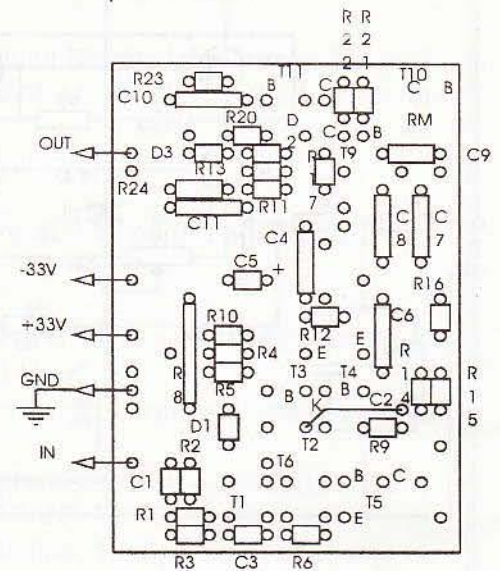 R R
2 2
2 1
R23
T11
T10
C10
B
C
C B
R20
D
2
RM
OUT
D3
C
B
T9
C9
R13
R
1
7
R24
R11
C11
C4
C
8
C
7
C5
+
-33V
R16
R10
C6
+33V
R12
R4
E
E
R
1
4
GND
R
8
R5
T3
T4
R
1
5
B
B
K
C2
D1
T2
R9
IN
R2
T6
C1
B
C
T1
T5
R1
E
R3
C3
R6